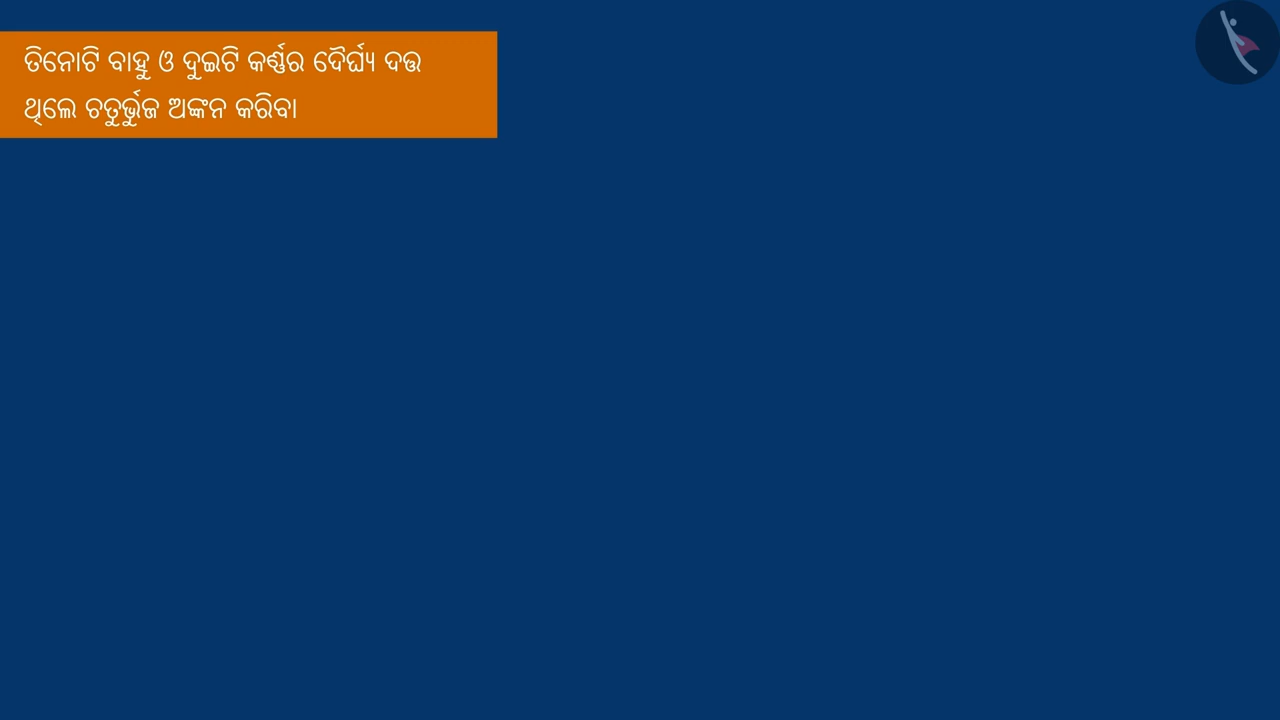 ତିନୋଟି ବାହୁ ଓ ଦୁଇଟି କର୍ଣ୍ଣର ଦୈର୍ଘ୍ୟ ଦତ୍ତ
ଥିଲେ ଚତୁର୍ଭୁଜ ଅଙ୍କନ କରିବା